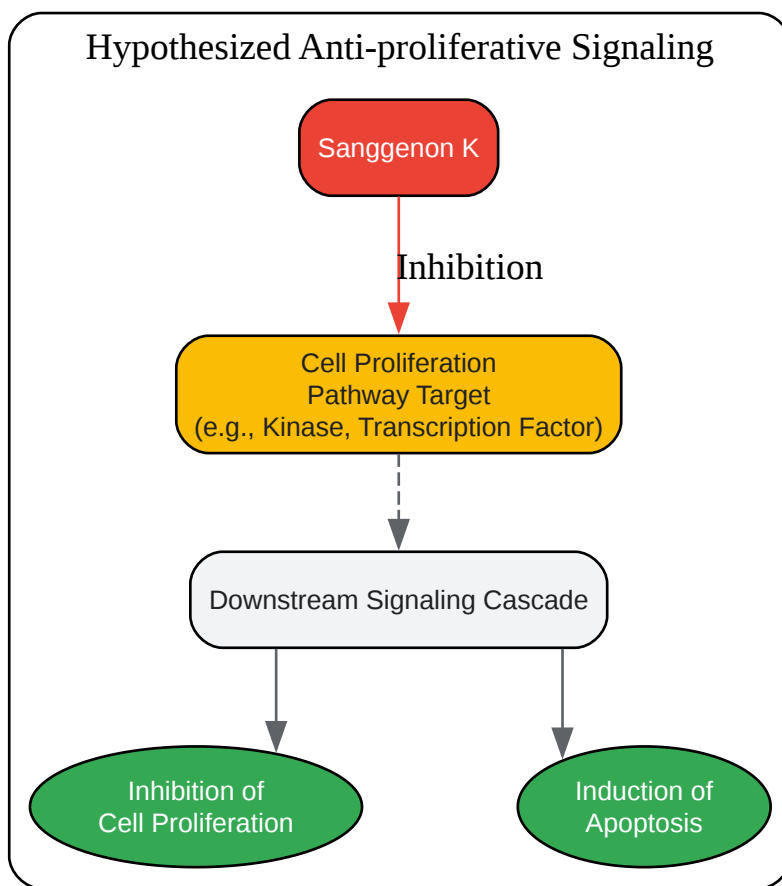 Hypothesized Anti-proliferative Signaling
Sanggenon K
Inhibition
Cell Proliferation
Pathway Target
(e.g., Kinase, Transcription Factor)
Downstream Signaling Cascade
Inhibition of
Cell Proliferation
Induction of
Apoptosis